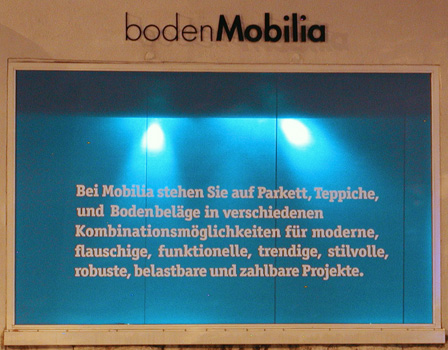 bodenMobilia
Bei Mobilia stehen Sie auf Parkett, Teppiche,
und Bodenbeläge in verschiedenen
Kombinationsmöglichkeiten für moderne,
flauschige, funktionelle, trendige, stilvolle,
robuste, belastbare und zahlbare Projekte.